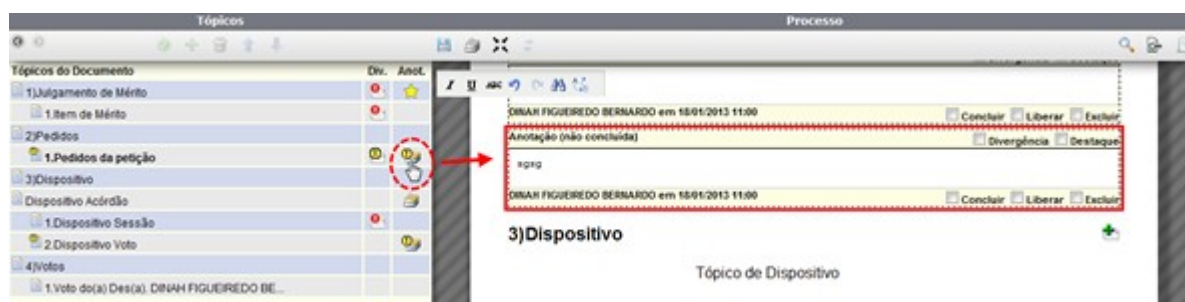 Tópicos
Processo
Tópicos do Documento Div. Anot.
1)Julgamento de Mérito
1.Item de Mérito
2)Pedidos
1.Pedidos da petição
3)Dispositivo
Dispositivo Acórdão
1.Dispositivo Sessão
2.Dispositivo Voto
4)Votos
1.Voto do(a) Des(a). DINAH FIGUEIREDO BE...
I U ABC
DINAH FIGUEIREDO BERNARDO em 18/01/2013 11:00 Concluir Liberar Excluir
Anotação (não concluída) Divergência Destaque
sgsg
DINAH FIGUEIREDO BERNARDO em 18/01/2013 11:00 Concluir Liberar Excluir
3)Dispositivo
Tópico de Dispositivo